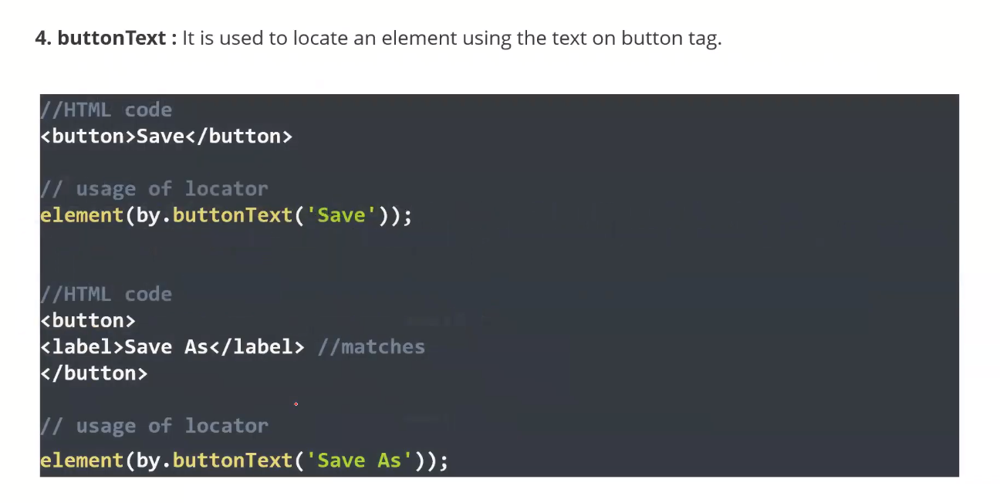 4. buttonText : It is used to locate an element using the text on button tag.
//HTML code
<button>Save</button>
// usage of locator
element(by.buttonText('Save'));
//HTML code
<button>
<label>Save As</label> //matches
</button>
// usage of locator
element(by.buttonText('Save As'));